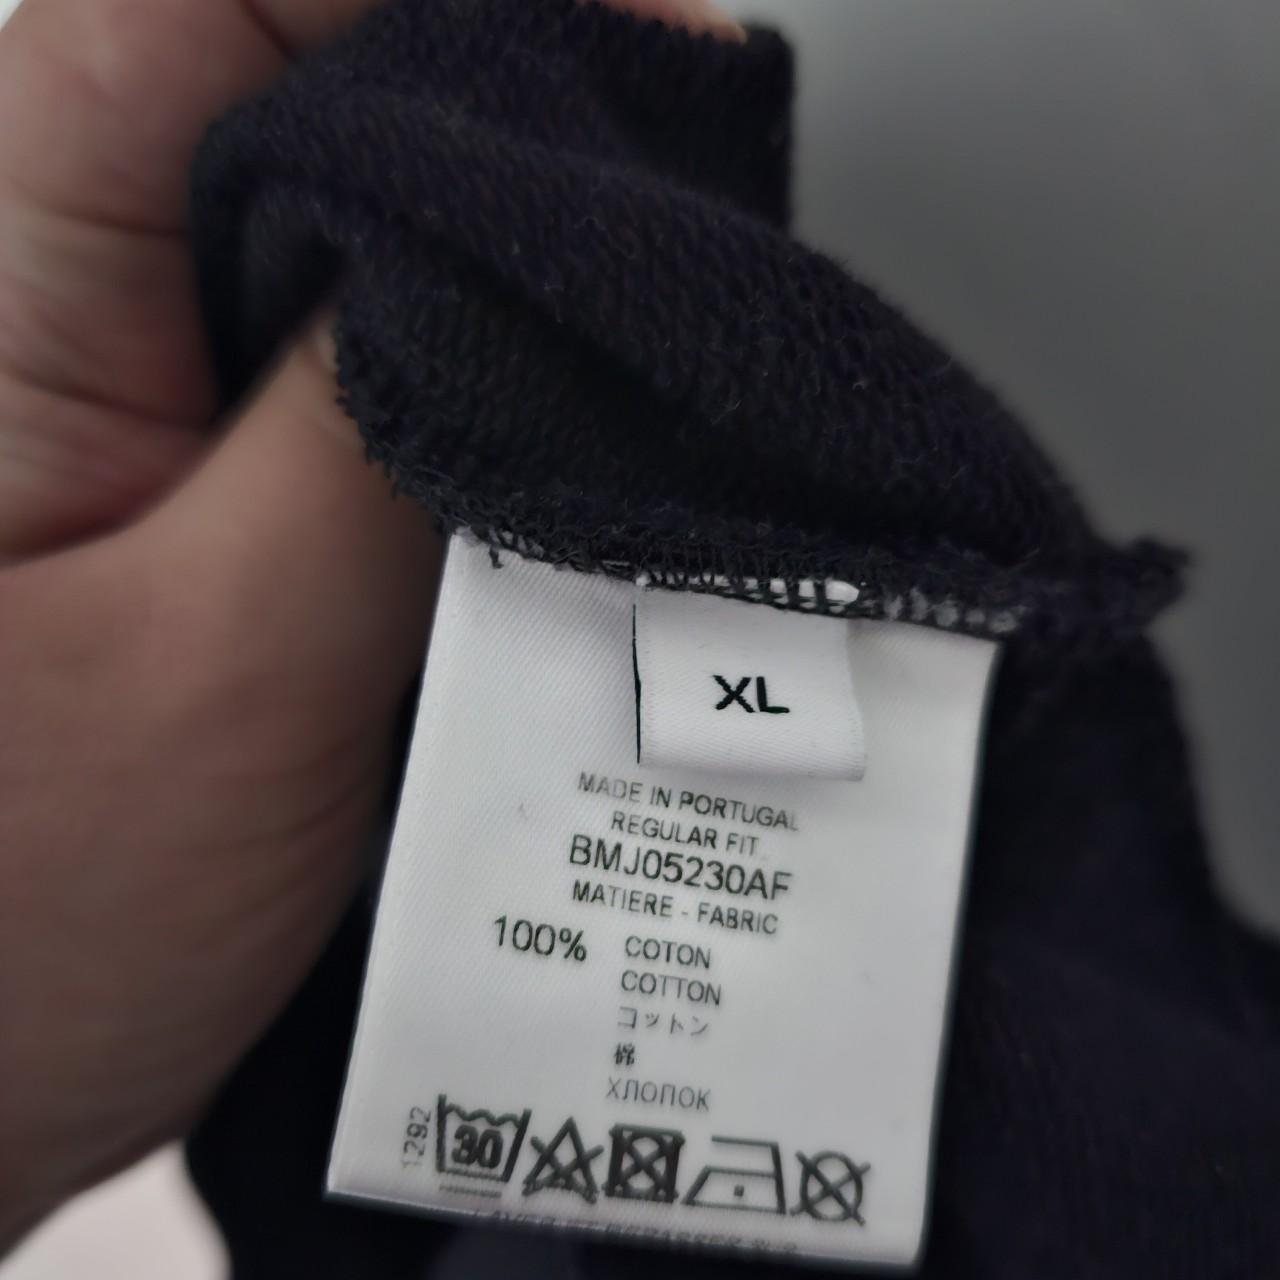 XL
MADE IN PORTUGAL
REGULAR FIT
BMJ05230AF
MATIERE - FABRIC
100% COTON
COTTON
コットン
棉
ХЛОПОК
1292
30